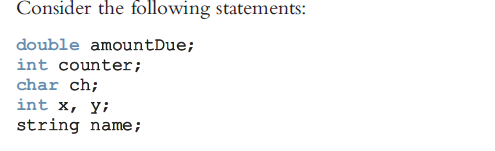 Consider the following statements:
double amountDue;
int counter;
char ch;
int x, y;
string name;